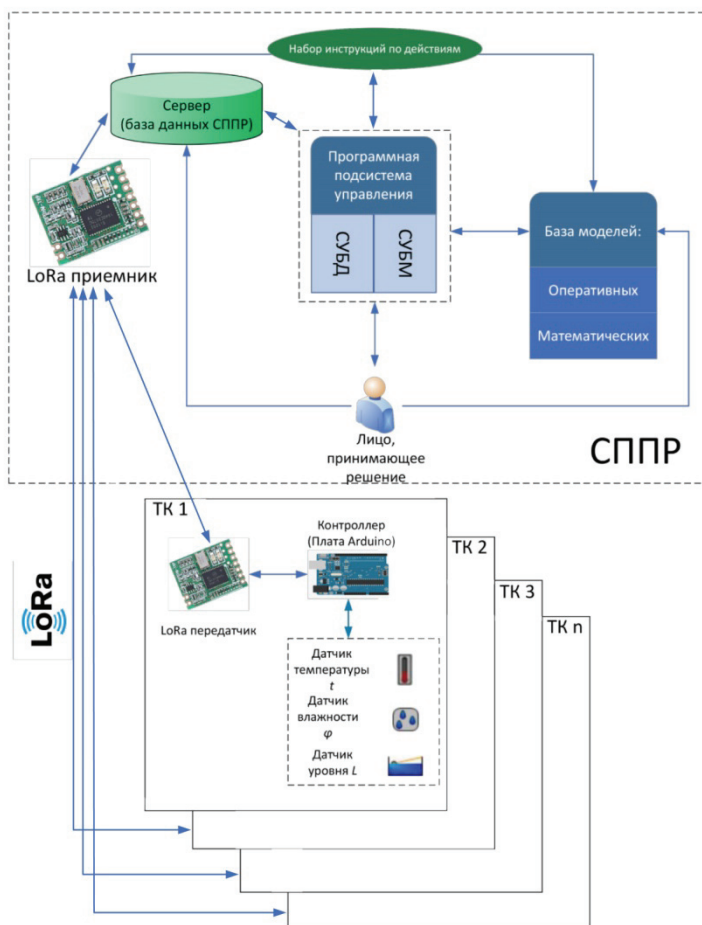 Набор инструкций по действиям
Сервер
(база данных СППР)
Программная
подсистема
управления
СУБД
СУБМ
База моделей:
Оперативных
Математических
LoRa приемник
Лицо,
принимающее
решение
СППР
ТК 1
Контроллер
(Плата Arduino)
LoRa передатчик
Датчик
температуры
t
Датчик
влажности
φ
Датчик
уровня L
ТК 2
ТК 3
ТК n
LoRa